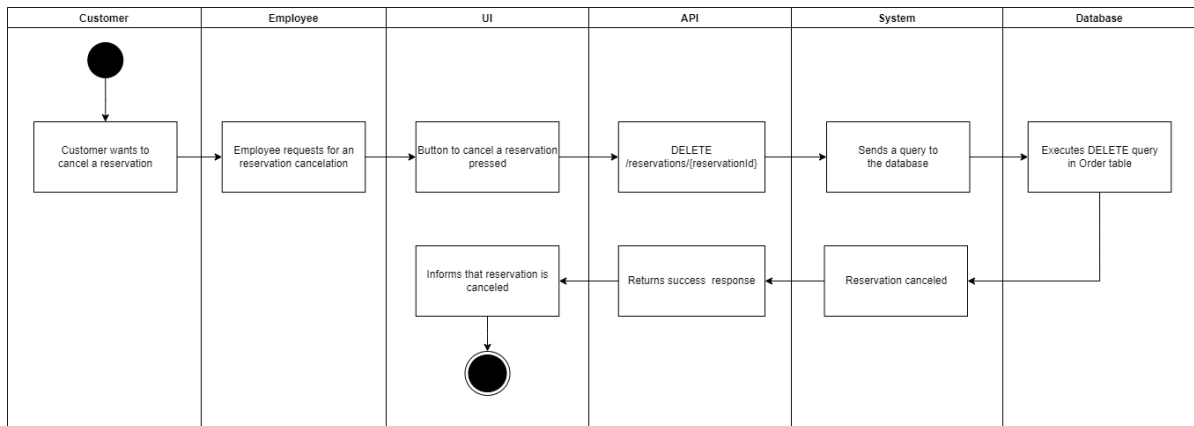 Customer
Employee
UI
API
System
Database
Customer wants to
cancel a reservation
Employee requests for an
reservation cancelation
Button to cancel a reservation
pressed
DELETE
/reservations/{reservationId}
Sends a query to
the database
Executes DELETE query
in Order table
Informs that reservation is
canceled
Returns success response
Reservation canceled